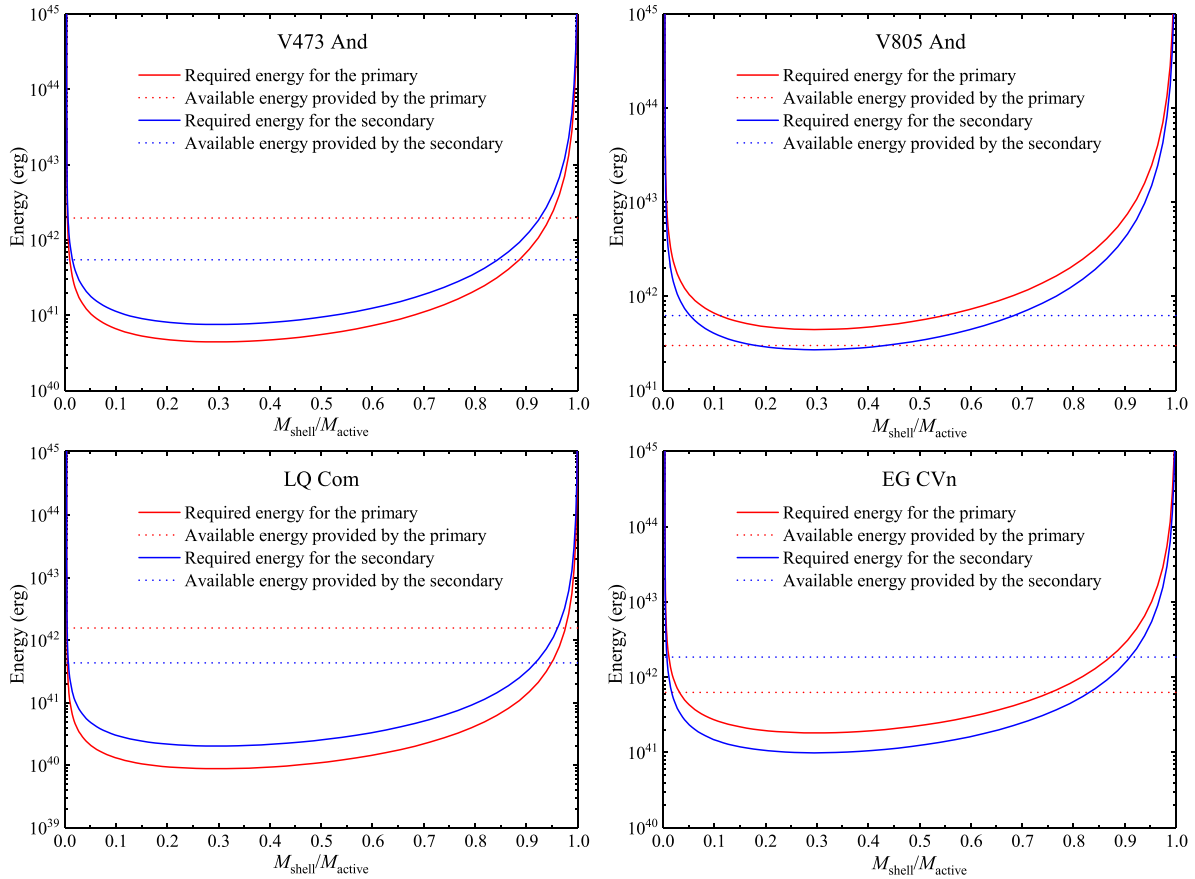 V473 And
Required energy for the primary
Available energy provided by the primary
Required energy for the secondary
Available energy provided by the secondary
Energy (erg)
10^45
10^44
10^43
10^42
10^41
10^40
0.0 0.1 0.2 0.3 0.4 0.5 0.6 0.7 0.8 0.9 1.0
M_shell/M_active
V805 And
Required energy for the primary
Available energy provided by the primary
Required energy for the secondary
Available energy provided by the secondary
Energy (erg)
10^45
10^44
10^43
10^42
10^41
0.0 0.1 0.2 0.3 0.4 0.5 0.6 0.7 0.8 0.9 1.0
M_shell/M_active
LQ Com
Required energy for the primary
Available energy provided by the primary
Required energy for the secondary
Available energy provided by the secondary
Energy (erg)
10^45
10^44
10^43
10^42
10^41
10^40
10^39
0.0 0.1 0.2 0.3 0.4 0.5 0.6 0.7 0.8 0.9 1.0
M_shell/M_active
EG CVn
Required energy for the primary
Available energy provided by the primary
Required energy for the secondary
Available energy provided by the secondary
Energy (erg)
10^45
10^44
10^43
10^42
10^41
10^40
0.0 0.1 0.2 0.3 0.4 0.5 0.6 0.7 0.8 0.9 1.0
M_shell/M_active